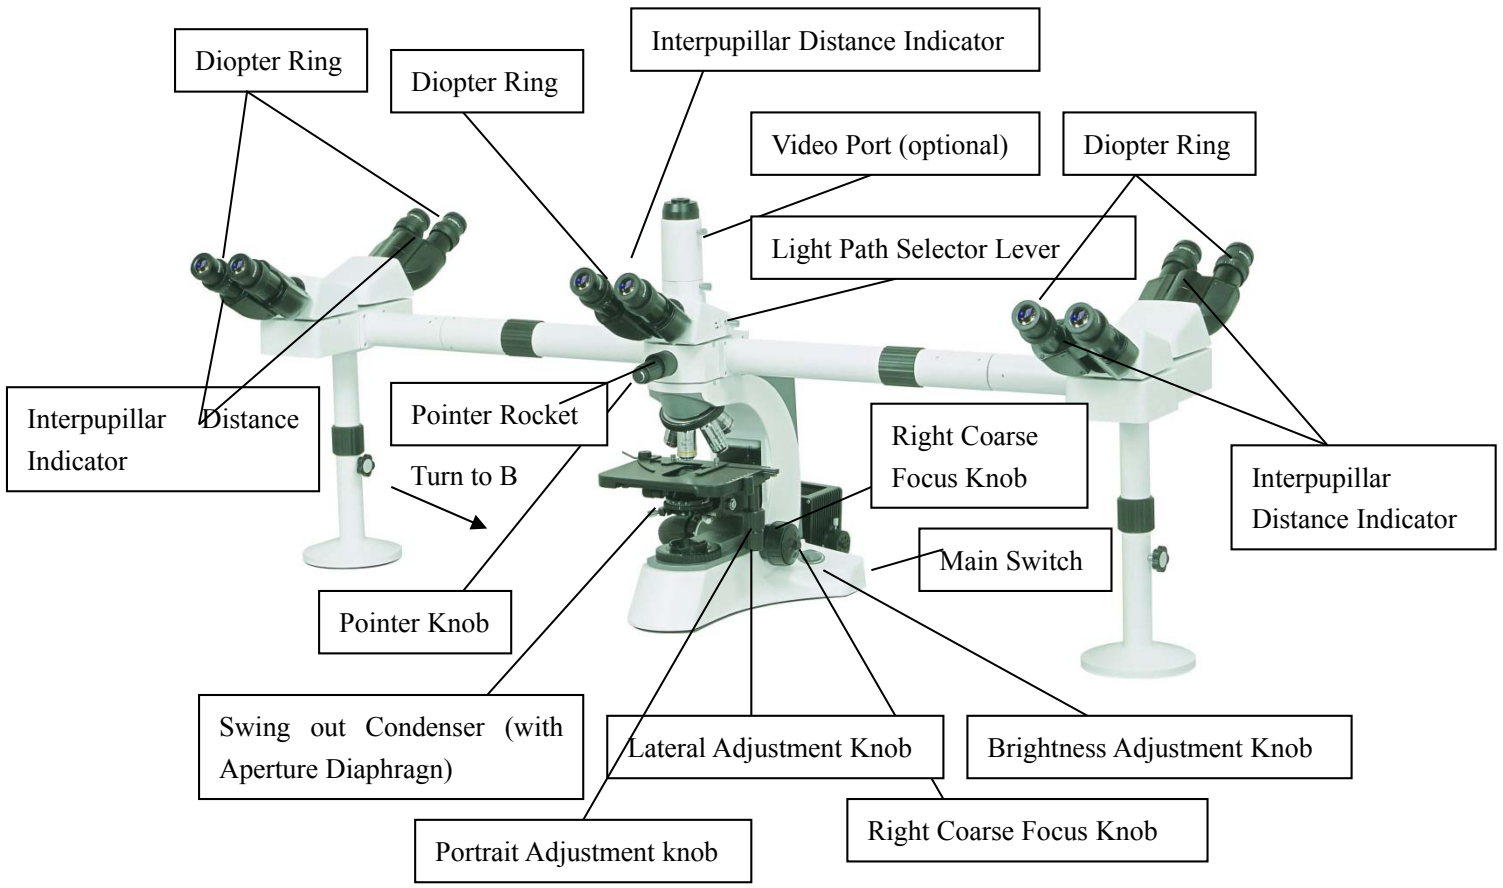 Interpupillar Distance Indicator
Diopter Ring
Diopter Ring
Video Port (optional)
Diopter Ring
Light Path Selector Lever
Interpupillar Distance
Indicator
Pointer Rocket
Right Coarse
Focus Knob
Turn to B
Interpupillar
Distance Indicator
Main Switch
Pointer Knob
Swing out Condenser (with
Aperture Diaphragn)
Lateral Adjustment Knob
Brightness Adjustment Knob
Right Coarse Focus Knob
Portrait Adjustment knob